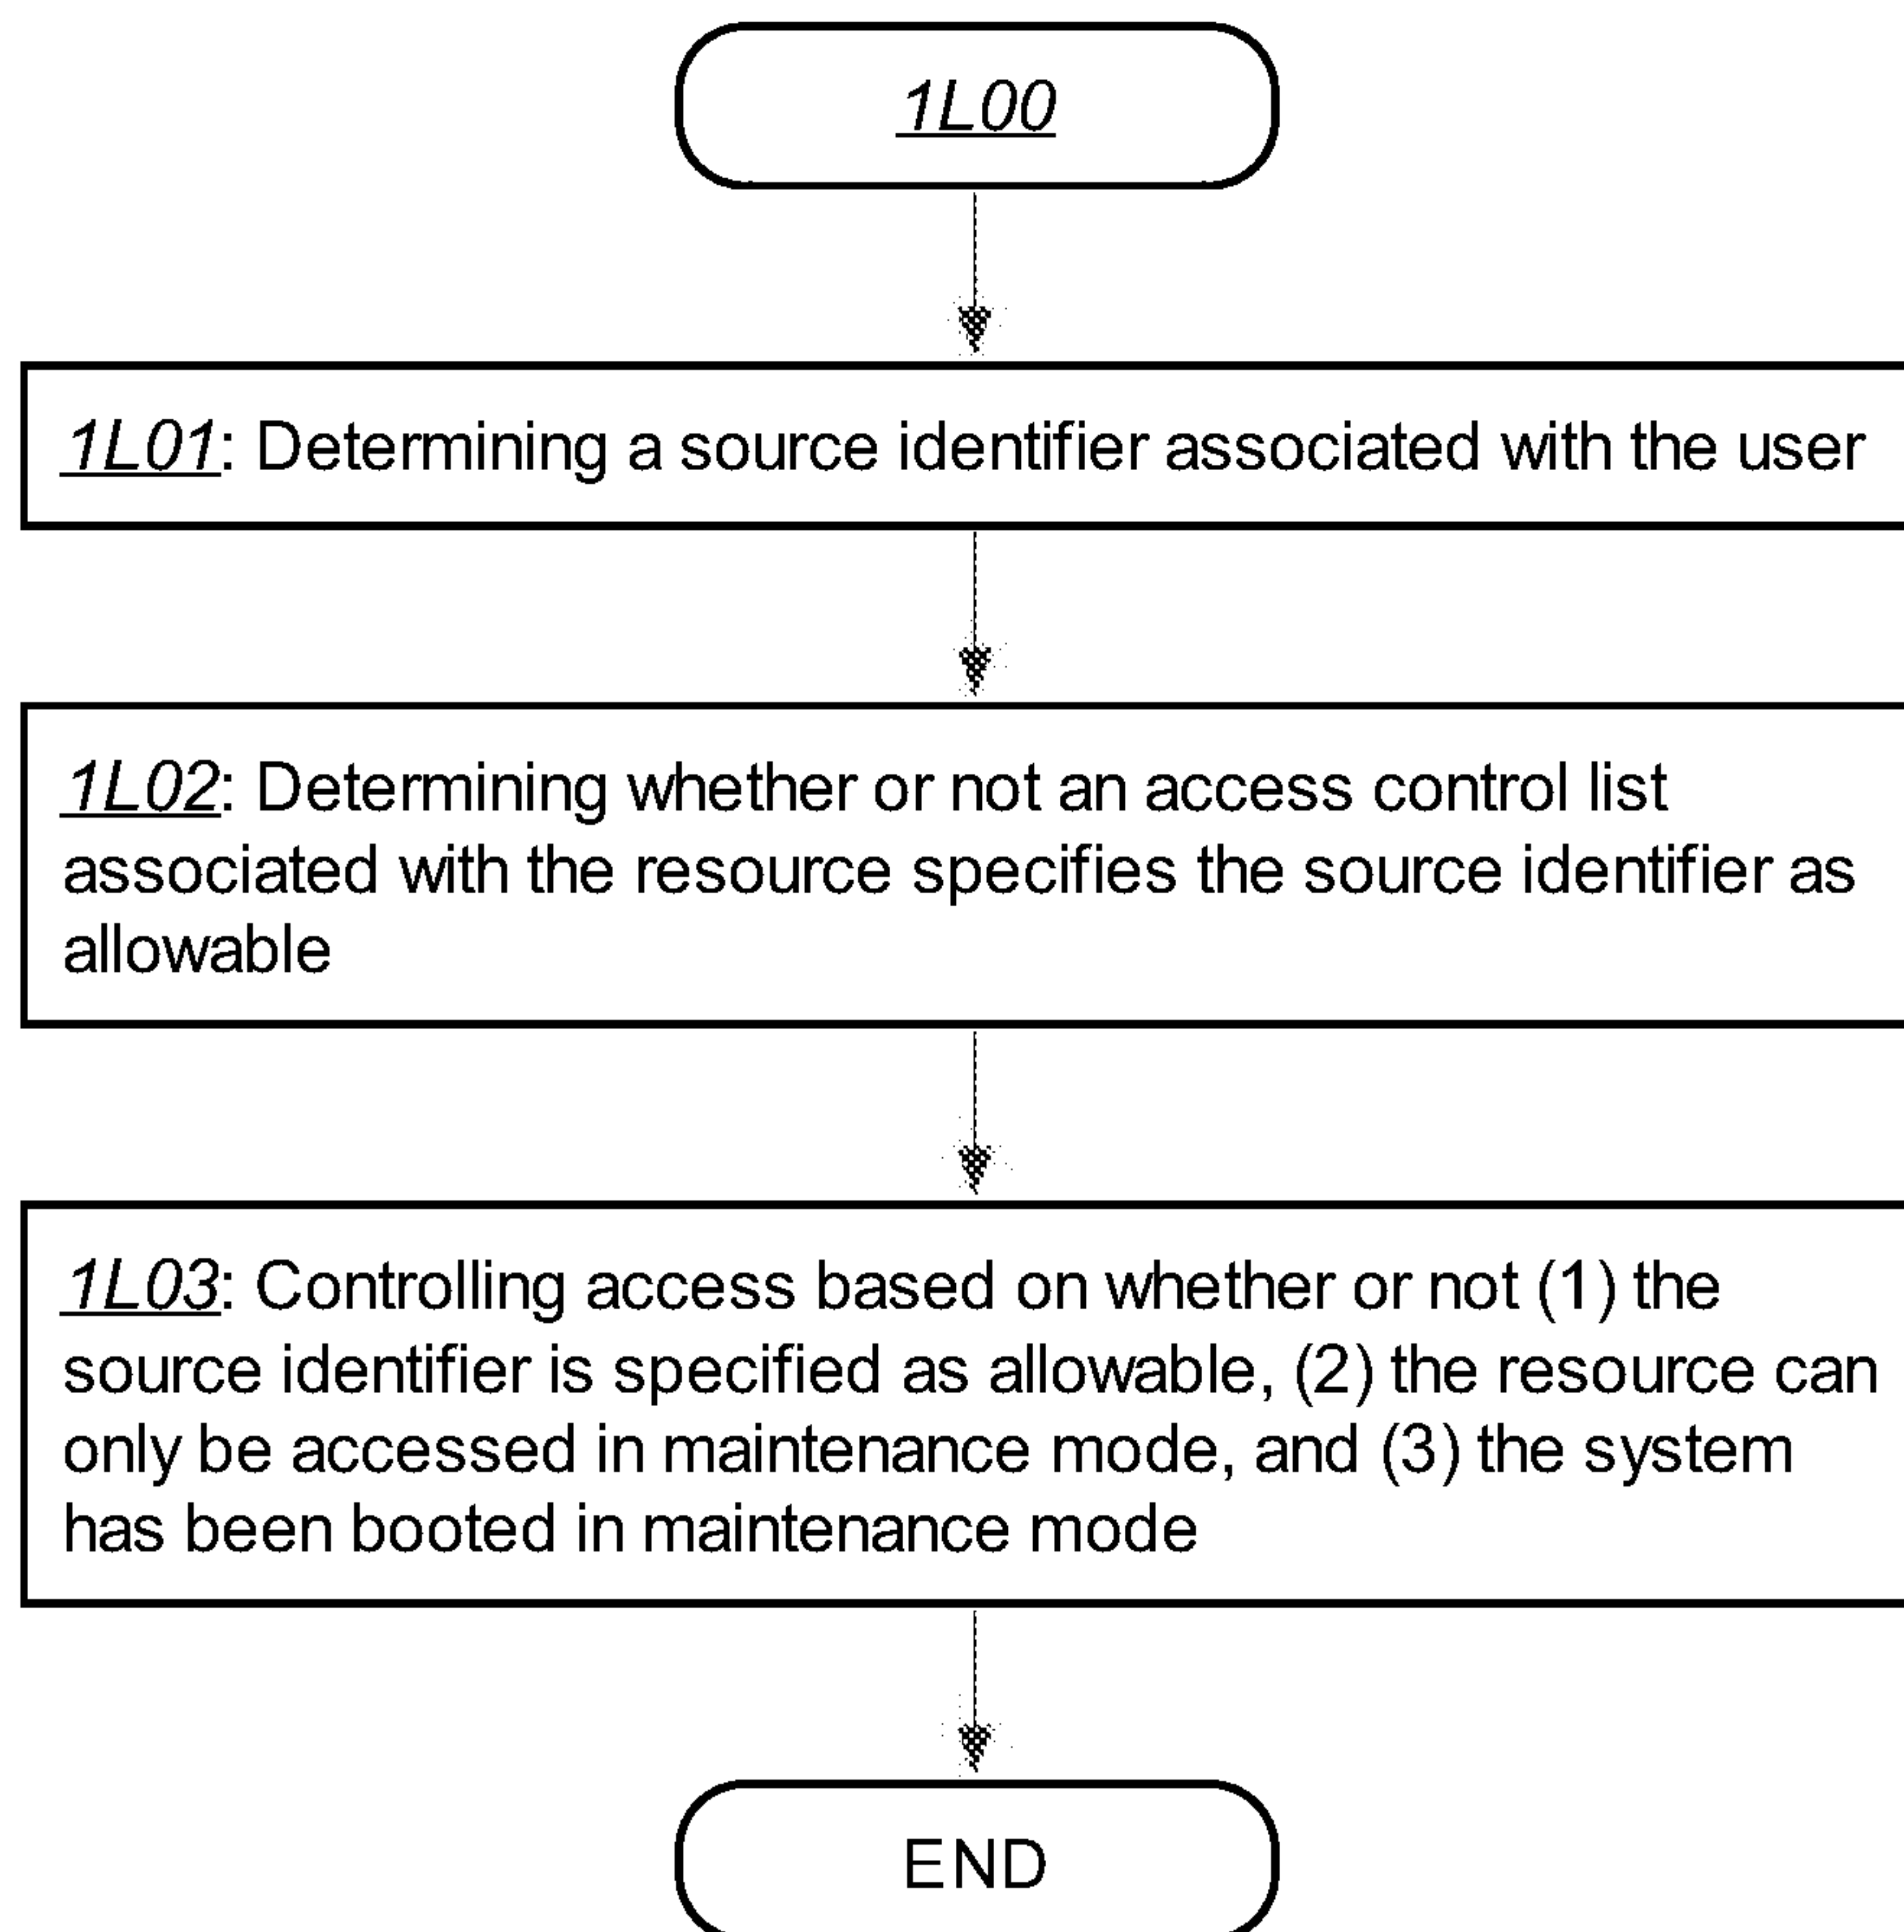 1L00
1L01: Determining a source identifier associated with the user
1L02: Determining whether or not an access control list
associated with the resource specifies the source identifier as
allowable
1L03: Controlling access based on whether or not (1) the
source identifier is specified as allowable, (2) the resource can
only be accessed in maintenance mode, and (3) the system
has been booted in maintenance mode
END